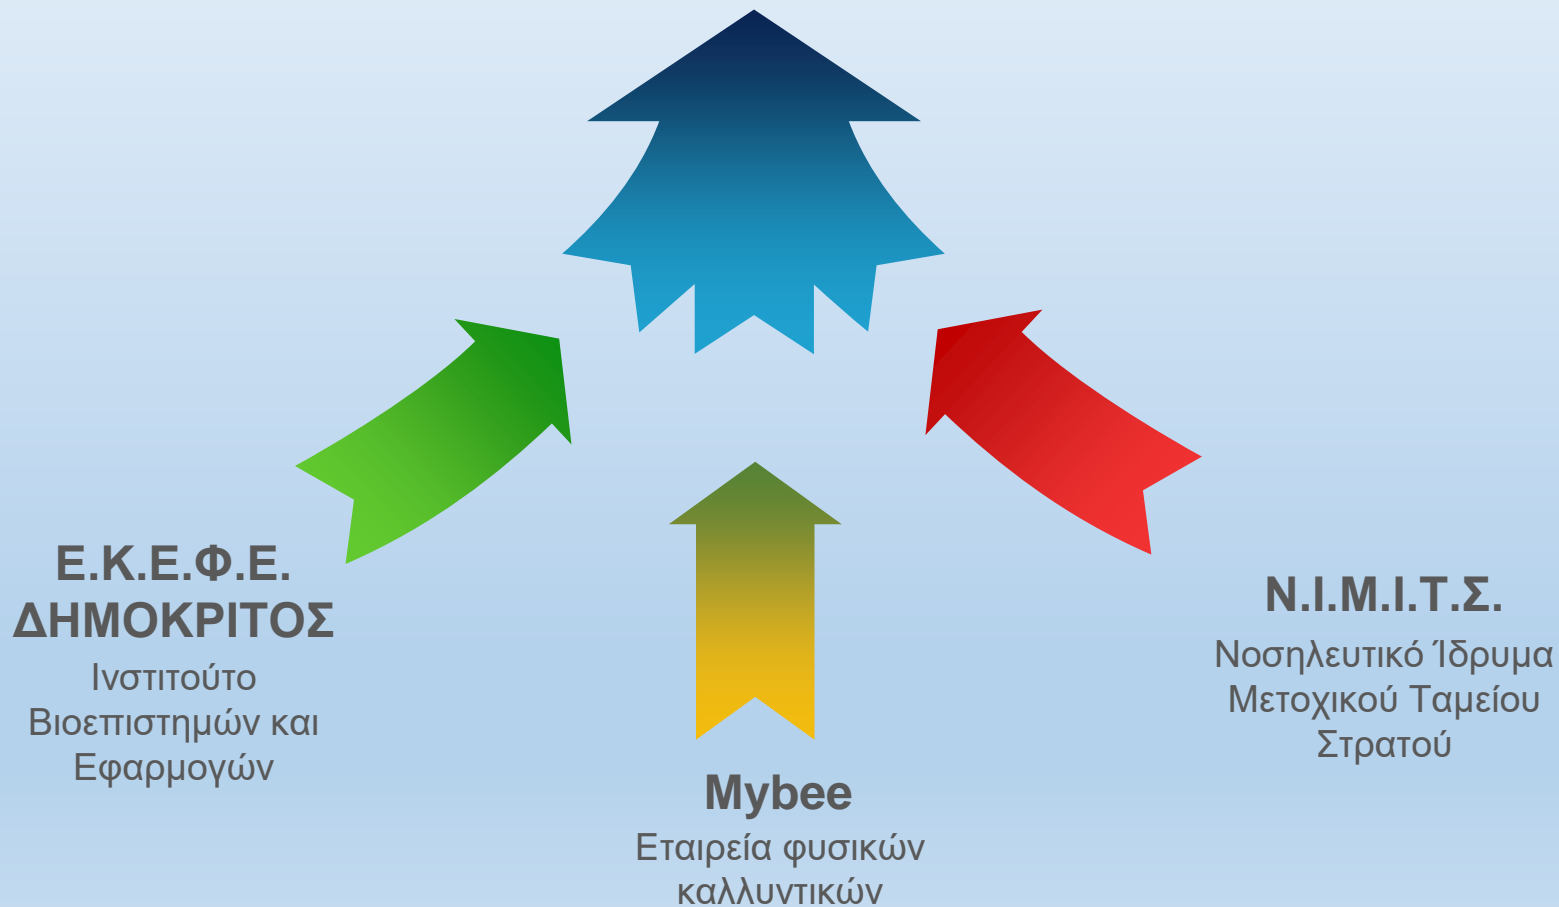 Ε.Κ.Ε.Φ.Ε.
ΔΗΜΟΚΡΙΤΟΣ
Ινστιτούτο
Βιοεπιστημών και
Εφαρμογών
Mybee
Εταιρεία φυσικών
καλλυντικών
Ν.Ι.Μ.Ι.Τ.Σ.
Νοσηλευτικό Ίδρυμα
Μετοχικού Ταμείου
Στρατού